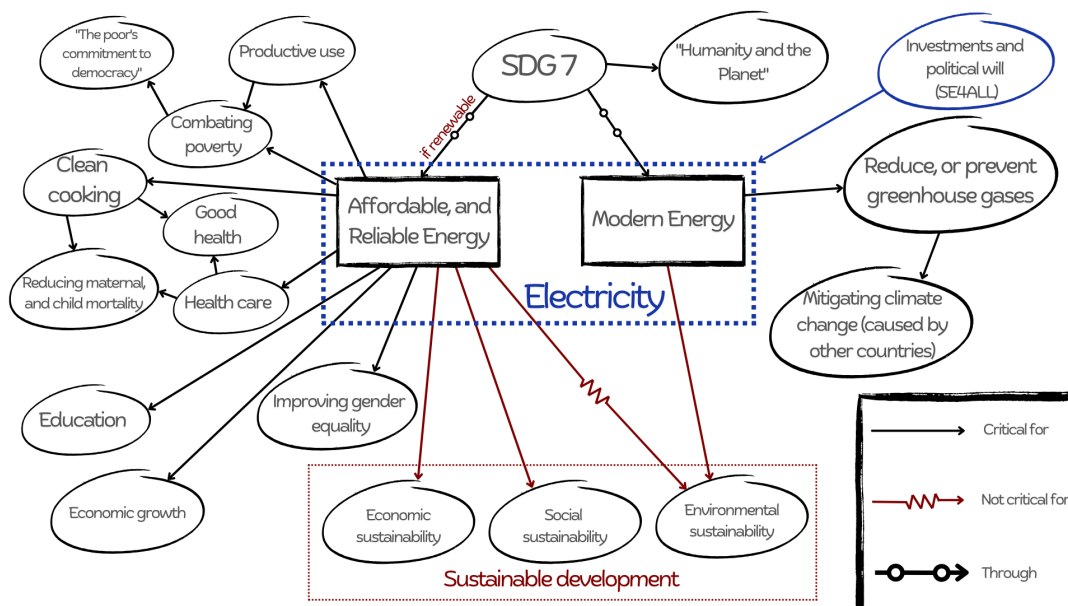 "The poor's
commitment to
democracy"
Productive use
SDG 7
"Humanity and the
Planet"
Investments and
political will
(SE4ALL)
if renewable
Combating
poverty
Clean
cooking
Reduce, or prevent
greenhouse gases
Good
health
Affordable, and
Reliable Energy
Modern Energy
Reducing maternal,
and child mortality
Health care
Electricity
Mitigating climate
change (caused by
other countries)
Education
Improving gender
equality
Economic growth
Economic
sustainability
Social
sustainability
Environmental
sustainability
Sustainable development
Critical for
Not critical for
Through